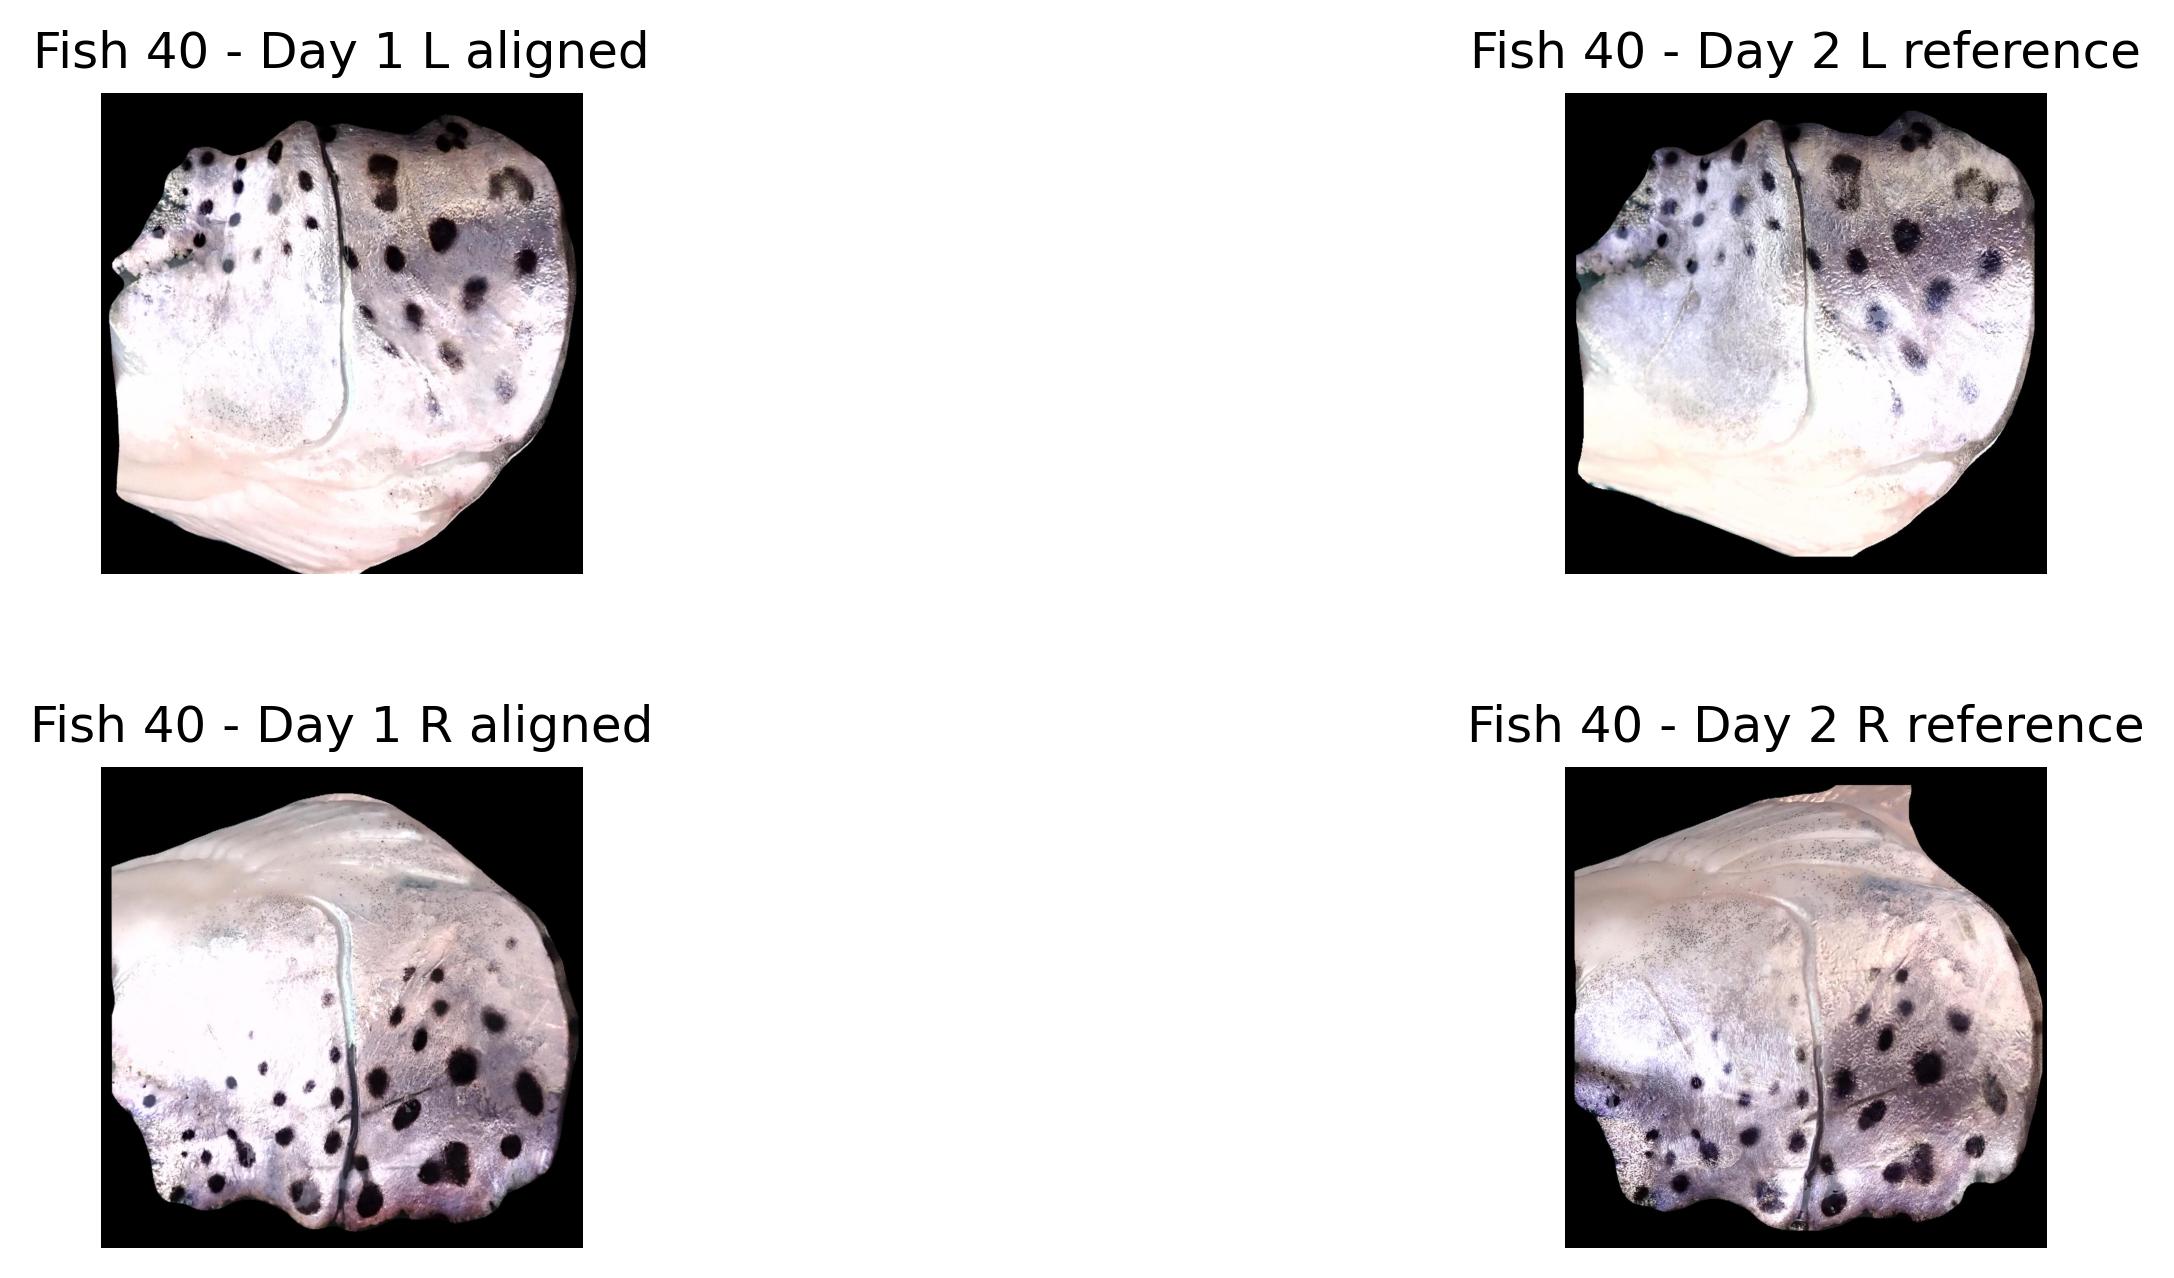 Fish 40 - Day 1 L aligned
Fish 40 - Day 2 L reference
Fish 40 - Day 1 R aligned
Fish 40 - Day 2 R reference